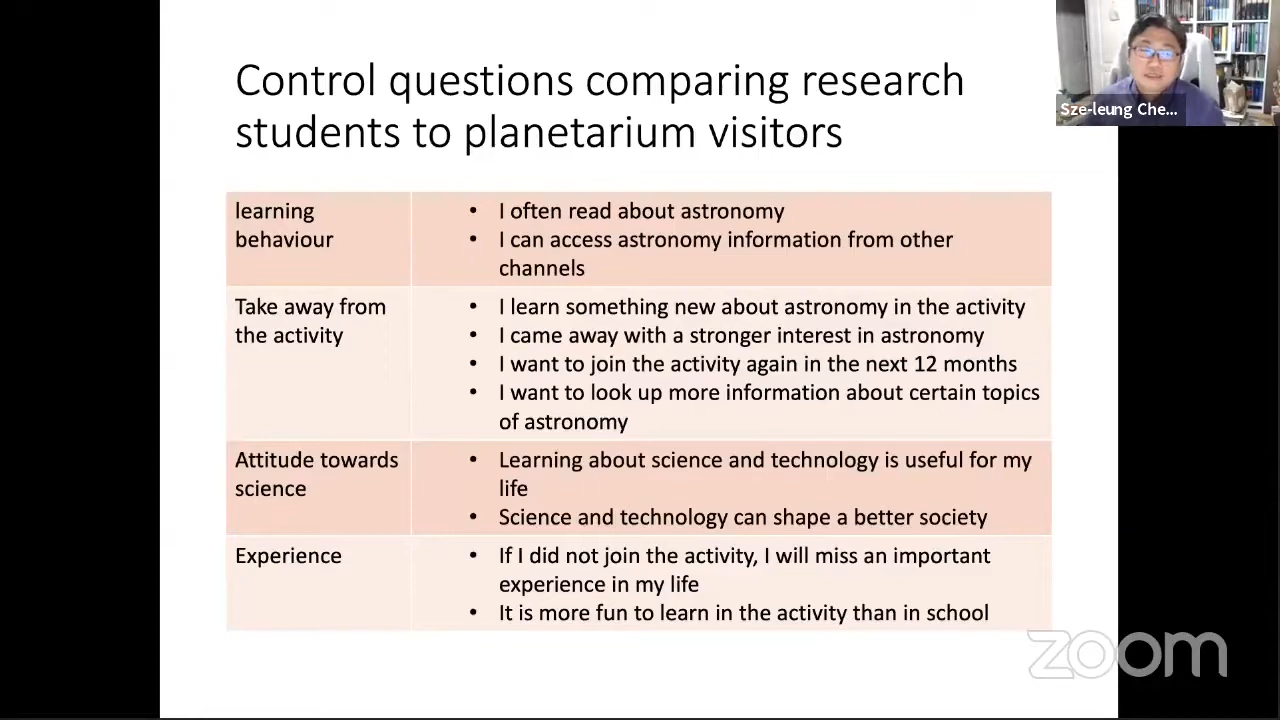 Control questions comparing research
students to planetarium visitors
Sze-leung Che...
learning
behaviour
• I often read about astronomy
• I can access astronomy information from other
channels
Take away from
the activity
• I learn something new about astronomy in the activity
• I came away with a stronger interest in astronomy
• I want to join the activity again in the next 12 months
• I want to look up more information about certain topics
of astronomy
Attitude towards
science
• Learning about science and technology is useful for my
life
• Science and technology can shape a better society
Experience
• If I did not join the activity, I will miss an important
experience in my life
• It is more fun to learn in the activity than in school
zoom